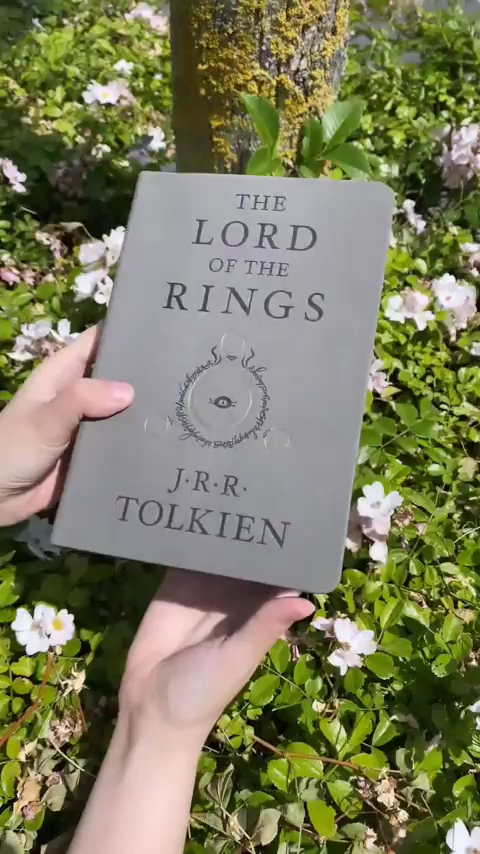 THE
LORD
OF THE
RINGS
J·R·R·
TOLKIEN